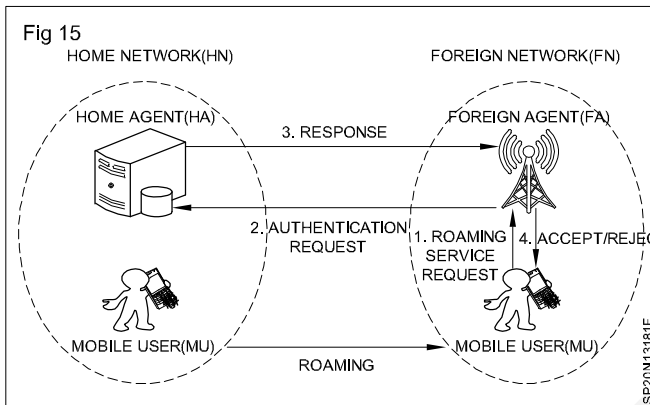 Fig 15
HOME NETWORK(HN)
FOREIGN NETWORK(FN)
HOME AGENT(HA)
FOREIGN AGENT(FA)
3. RESPONSE
2. AUTHENTICATION
REQUEST
1. ROAMING
SERVICE
REQUEST
4. ACCEPT/REJEC
MOBILE USER(MU)
ROAMING
MOBILE USER(MU)
SP20N13181F